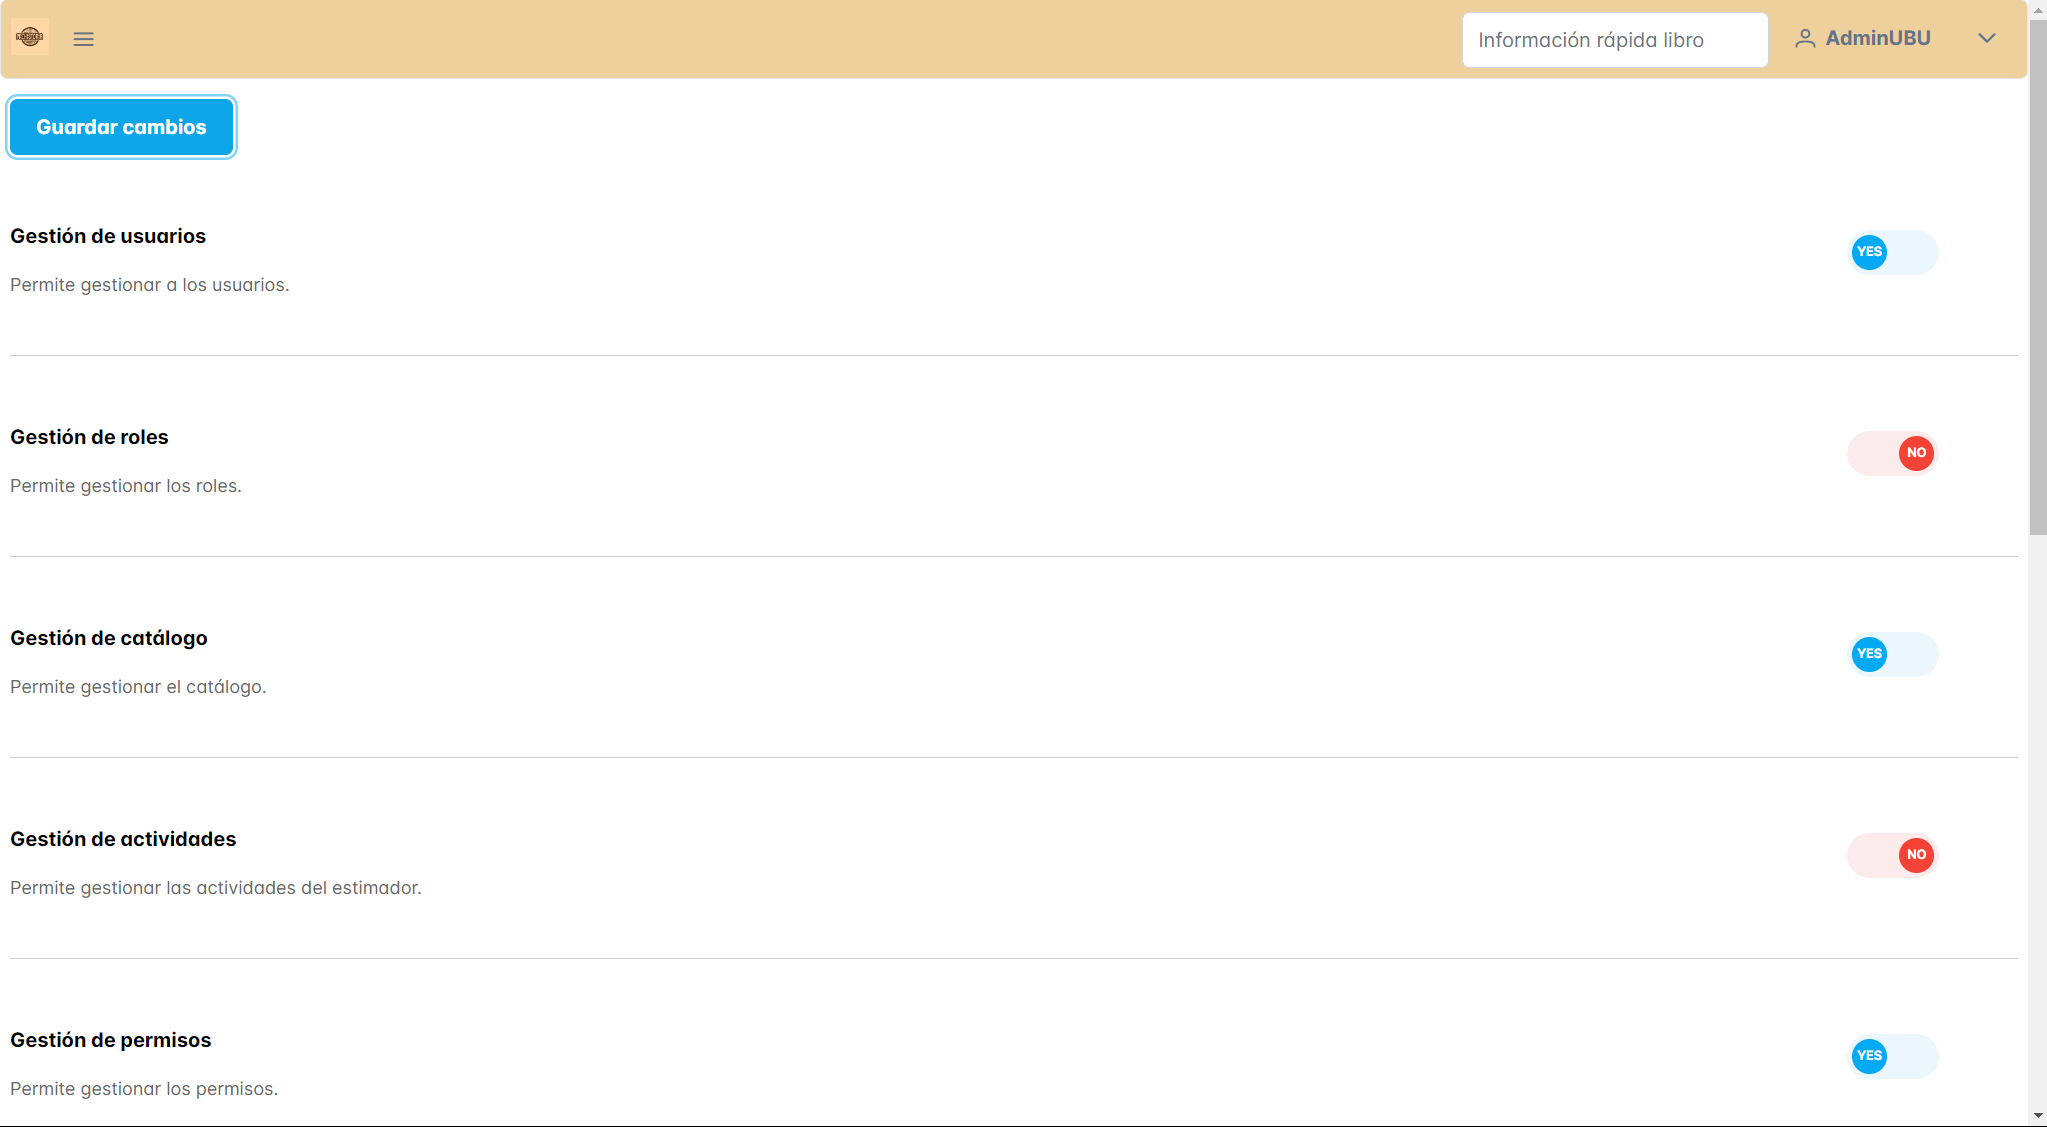 Información rápida libro
AdminUBU
Guardar cambios
Gestión de usuarios
YES
Permite gestionar a los usuarios.
Gestión de roles
NO
Permite gestionar los roles.
Gestión de catálogo
YES
Permite gestionar el catálogo.
Gestión de actividades
NO
Permite gestionar las actividades del estimador.
Gestión de permisos
YES
Permite gestionar los permisos.